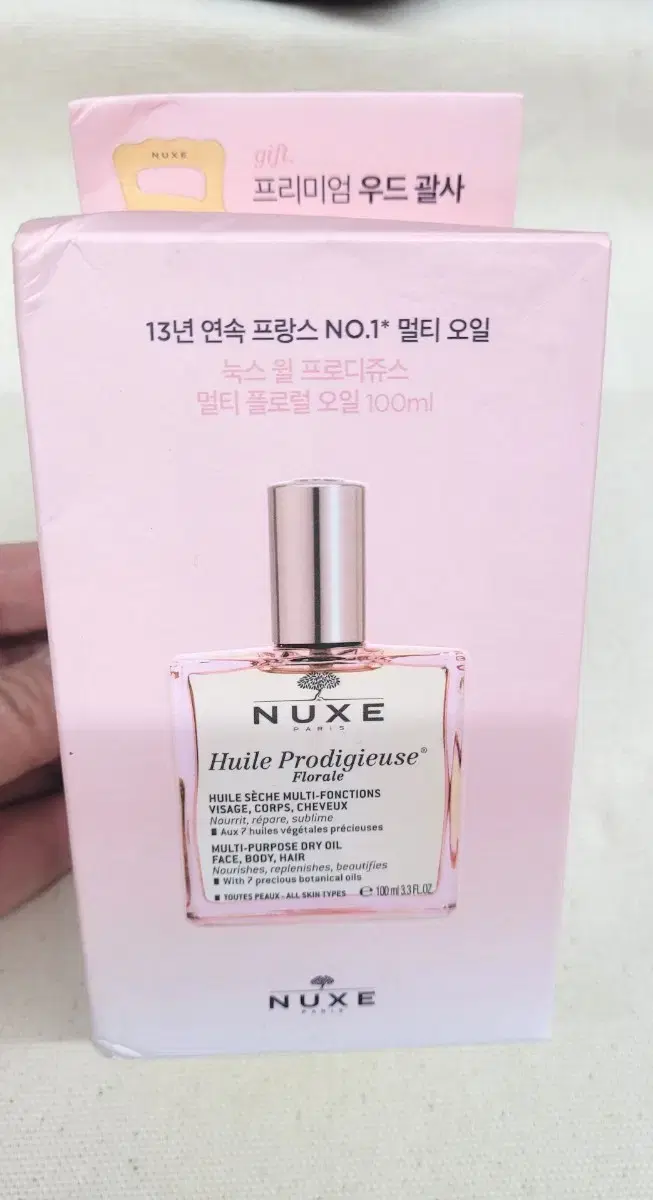 NUXE
gift.
프리미엄 우드 괄사
13년 연속 프랑스 NO.1* 멀티 오일
눅스 윌 프로디쥬스
멀티 플로럴 오일 100ml
NUXE
PARIS
Huile Prodigieuse®
Florale
HUILE SÈCHE MULTI-FONCTIONS
VISAGE, CORPS, CHEVEUX
Nourrit, répare, sublime
■ Aux 7 huiles végétales précieuses
MULTI-PURPOSE DRY OIL
FACE, BODY, HAIR
Nourishes, replenishes, beautifies
■ With 7 precious botanical oils
■ TOUTES PEAUX - ALL SKIN TYPES ℮ 100 ml 3.3 FL.OZ.
NUXE
PARIS